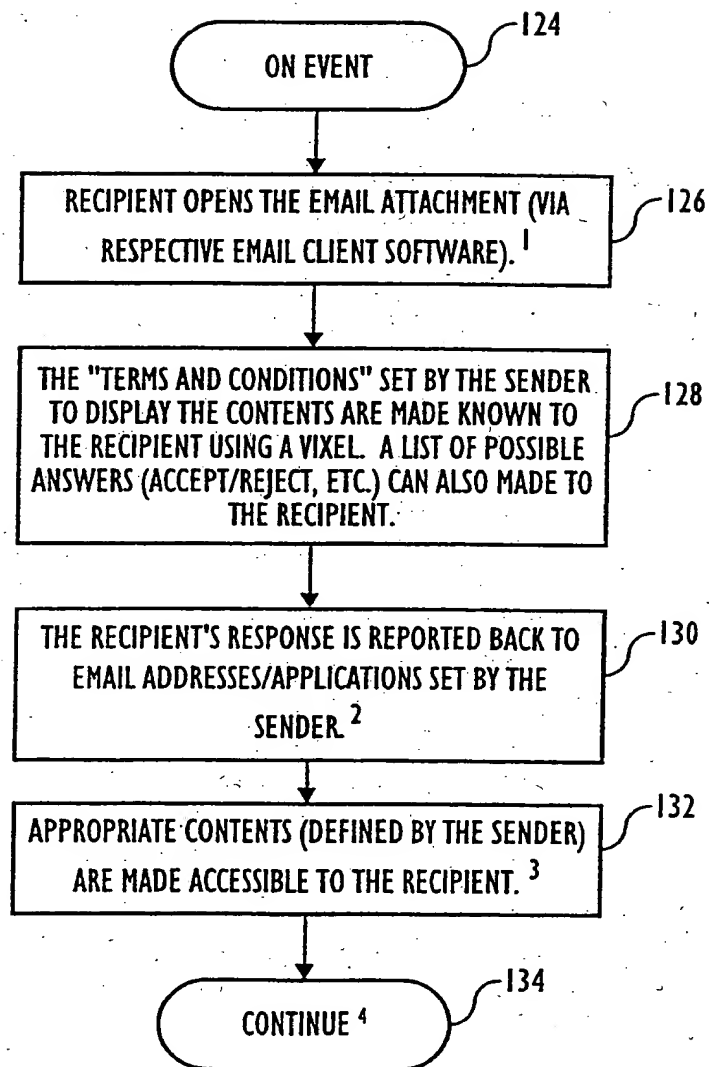 124
ON EVENT
RECIPIENT OPENS THE EMAIL ATTACHMENT (VIA
RESPECTIVE EMAIL CLIENT SOFTWARE). 1
126
THE "TERMS AND CONDITIONS" SET BY THE SENDER
TO DISPLAY THE CONTENTS ARE MADE KNOWN TO
THE RECIPIENT USING A VIXEL. A LIST OF POSSIBLE
ANSWERS (ACCEPT/REJECT, ETC.) CAN ALSO MADE TO
THE RECIPIENT.
128
THE RECIPIENT'S RESPONSE IS REPORTED BACK TO
EMAIL ADDRESSES/APPLICATIONS SET BY THE
SENDER. 2
130
APPROPRIATE CONTENTS (DEFINED BY THE SENDER)
ARE MADE ACCESSIBLE TO THE RECIPIENT. 3
132
CONTINUE 4
134